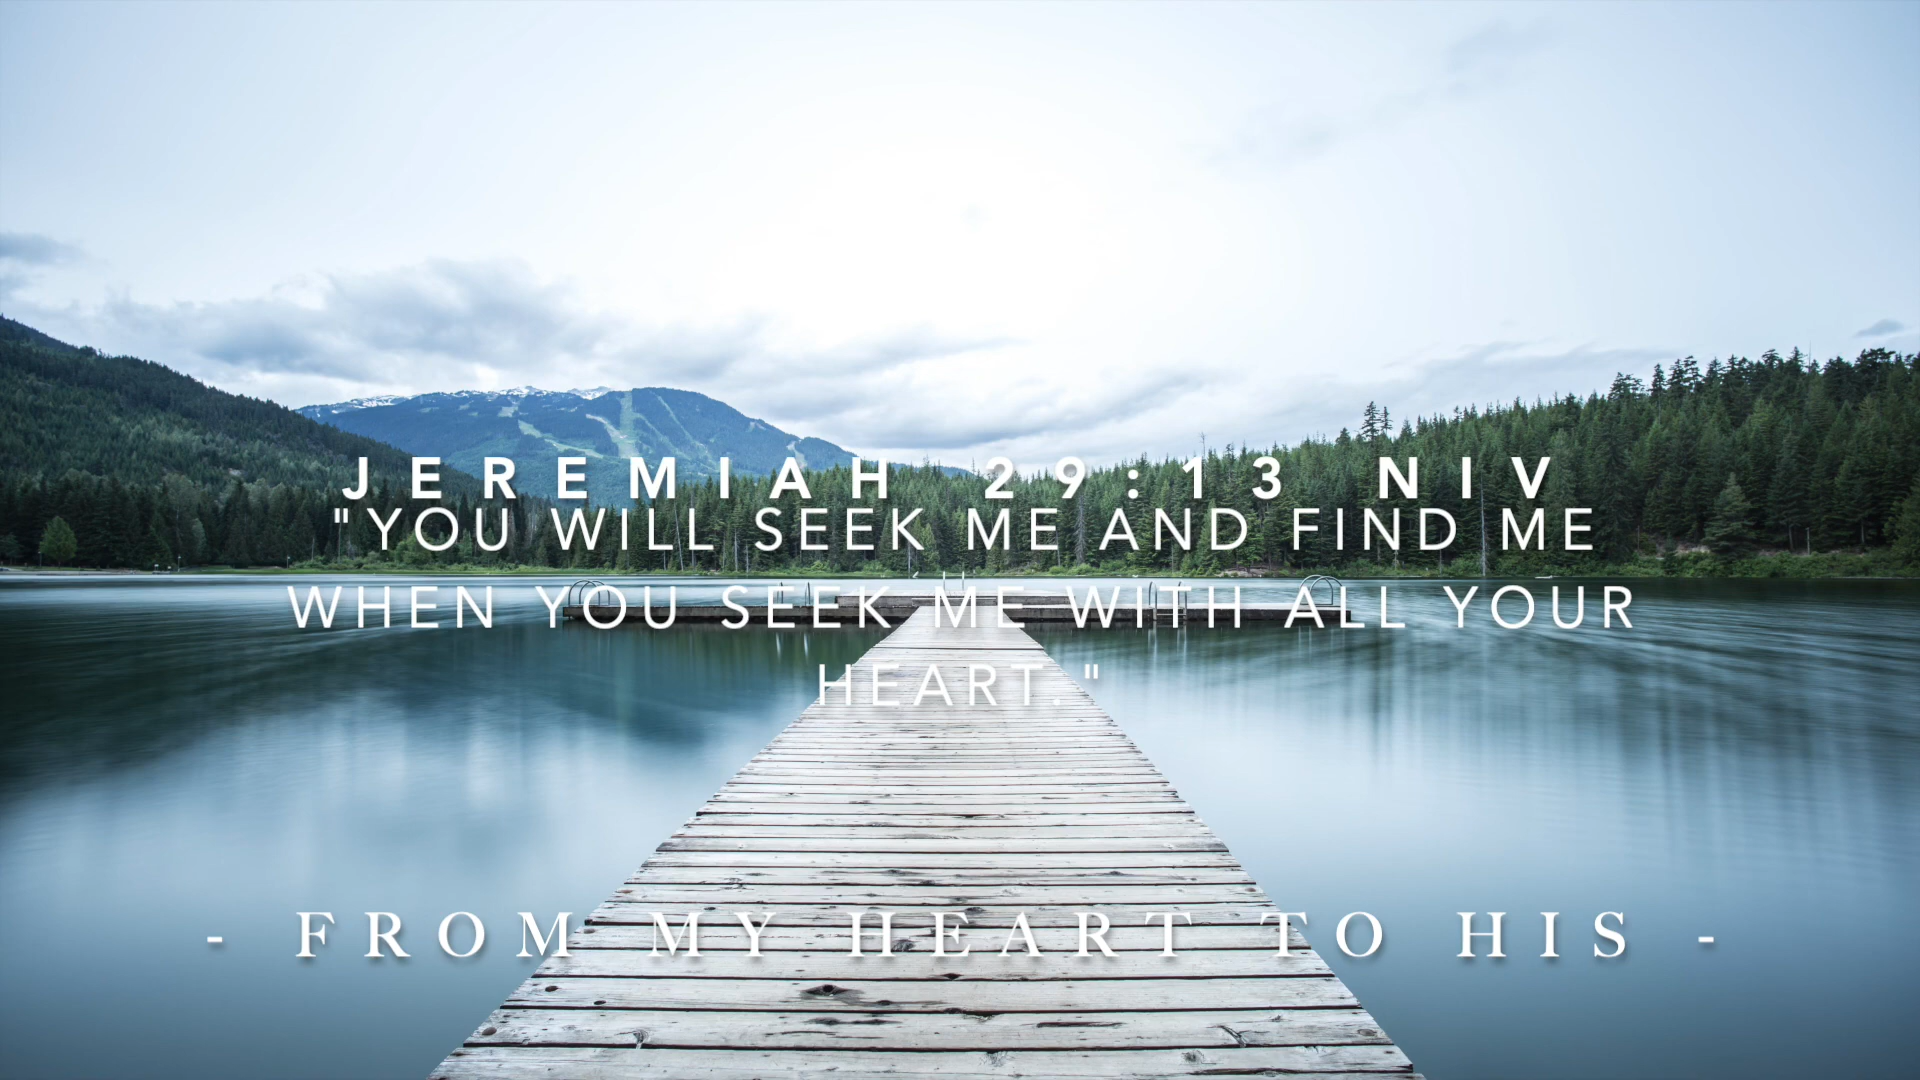 JEREMIAH 29:13 NIV
"YOU WILL SEEK ME AND FIND ME
WHEN YOU SEEK ME WITH ALL YOUR
HEART."
- FROM MY HEART TO HIS -